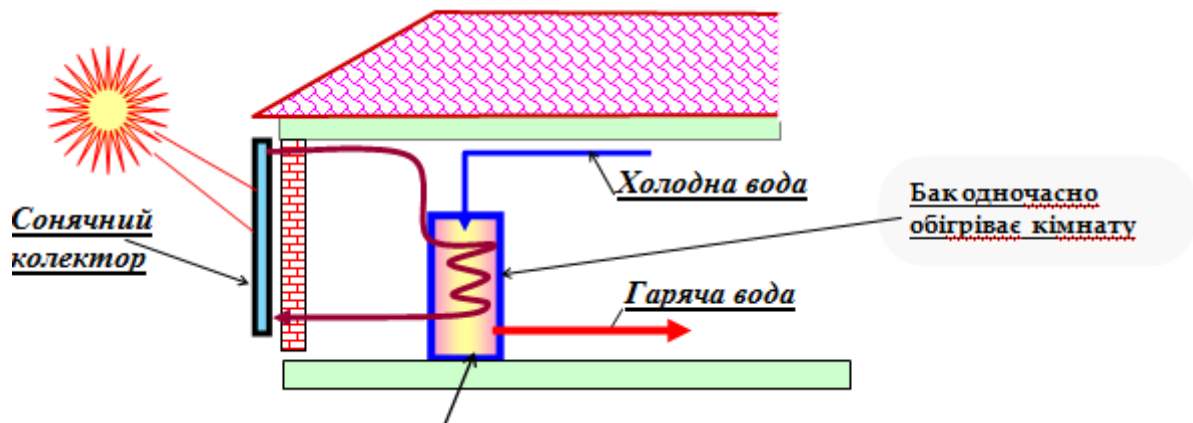 Холодна вода
Сонячний
колектор
Бак одночасно
обігріває кімнату
Гаряча вода